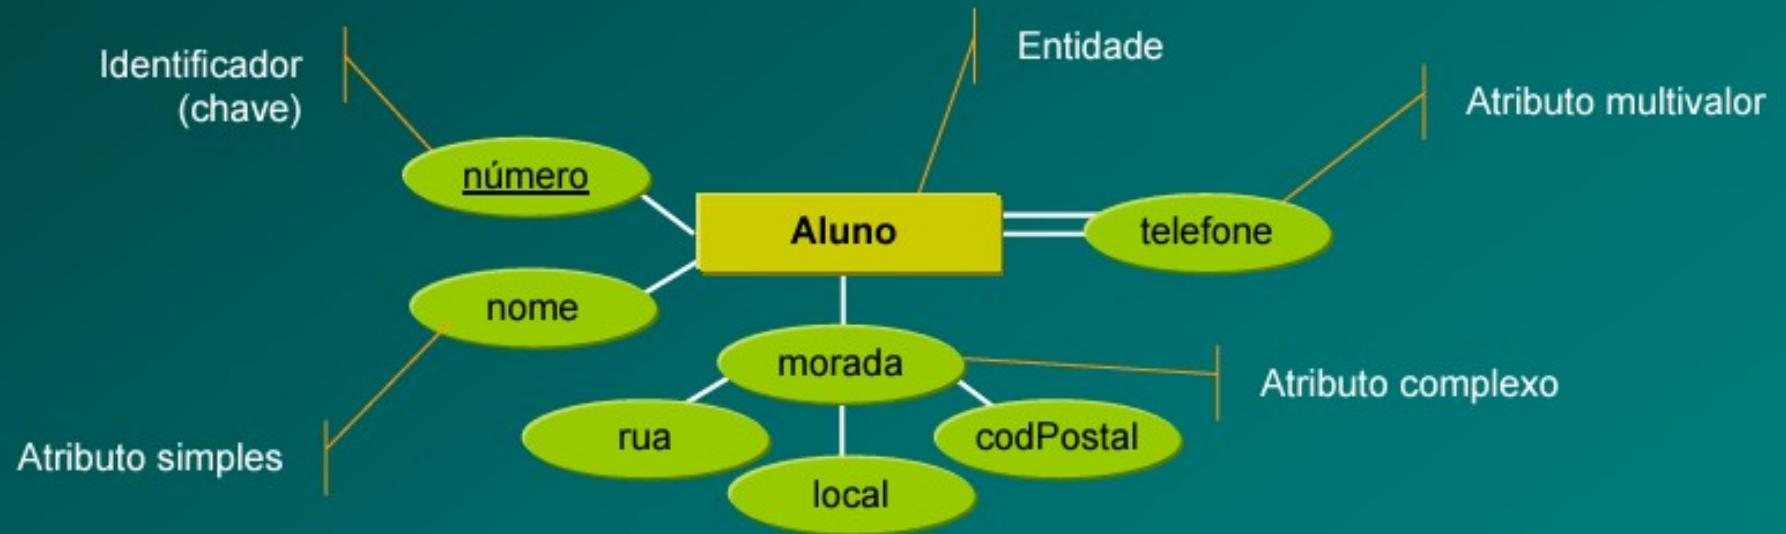 Entidade
Identificador
(chave)
Atributo multivalor
número
Aluno
telefone
nome
morada
Atributo complexo
rua
codPostal
Atributo simples
local